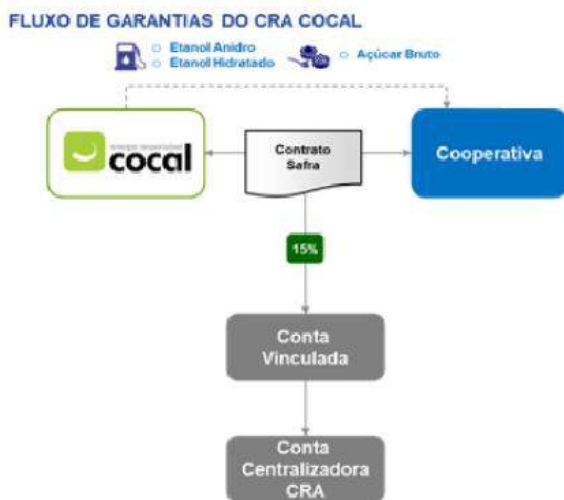 FLUXO DE GARANTIAS DO CRA COCAL
Etanol Anidro
Etanol Hidratado
Açúcar Bruto
cocal
Contrato
Safra
Cooperativa
15%
Conta
Vinculada
Conta
Centralizadora
CRA